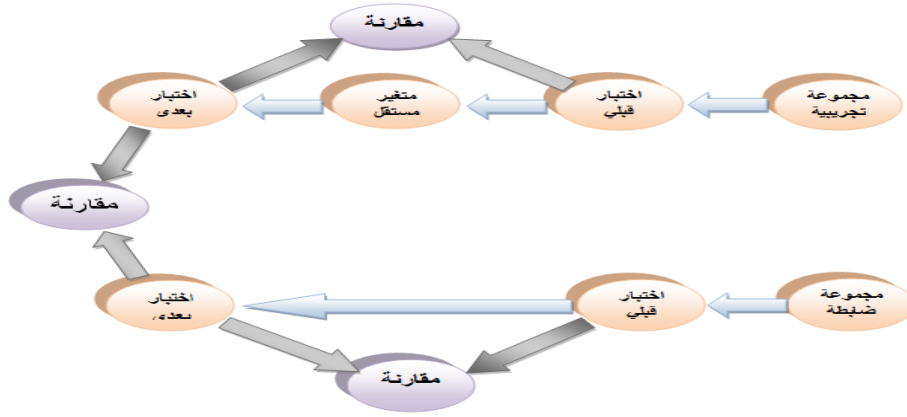 مقارنة
مجموعة
تجريبية
اختبار
قبلي
متغير
مستقل
اختبار
بعدى
مقارنة
مجموعة
ضابطة
اختبار
قبلي
اختبار
بعدى
مقارنة